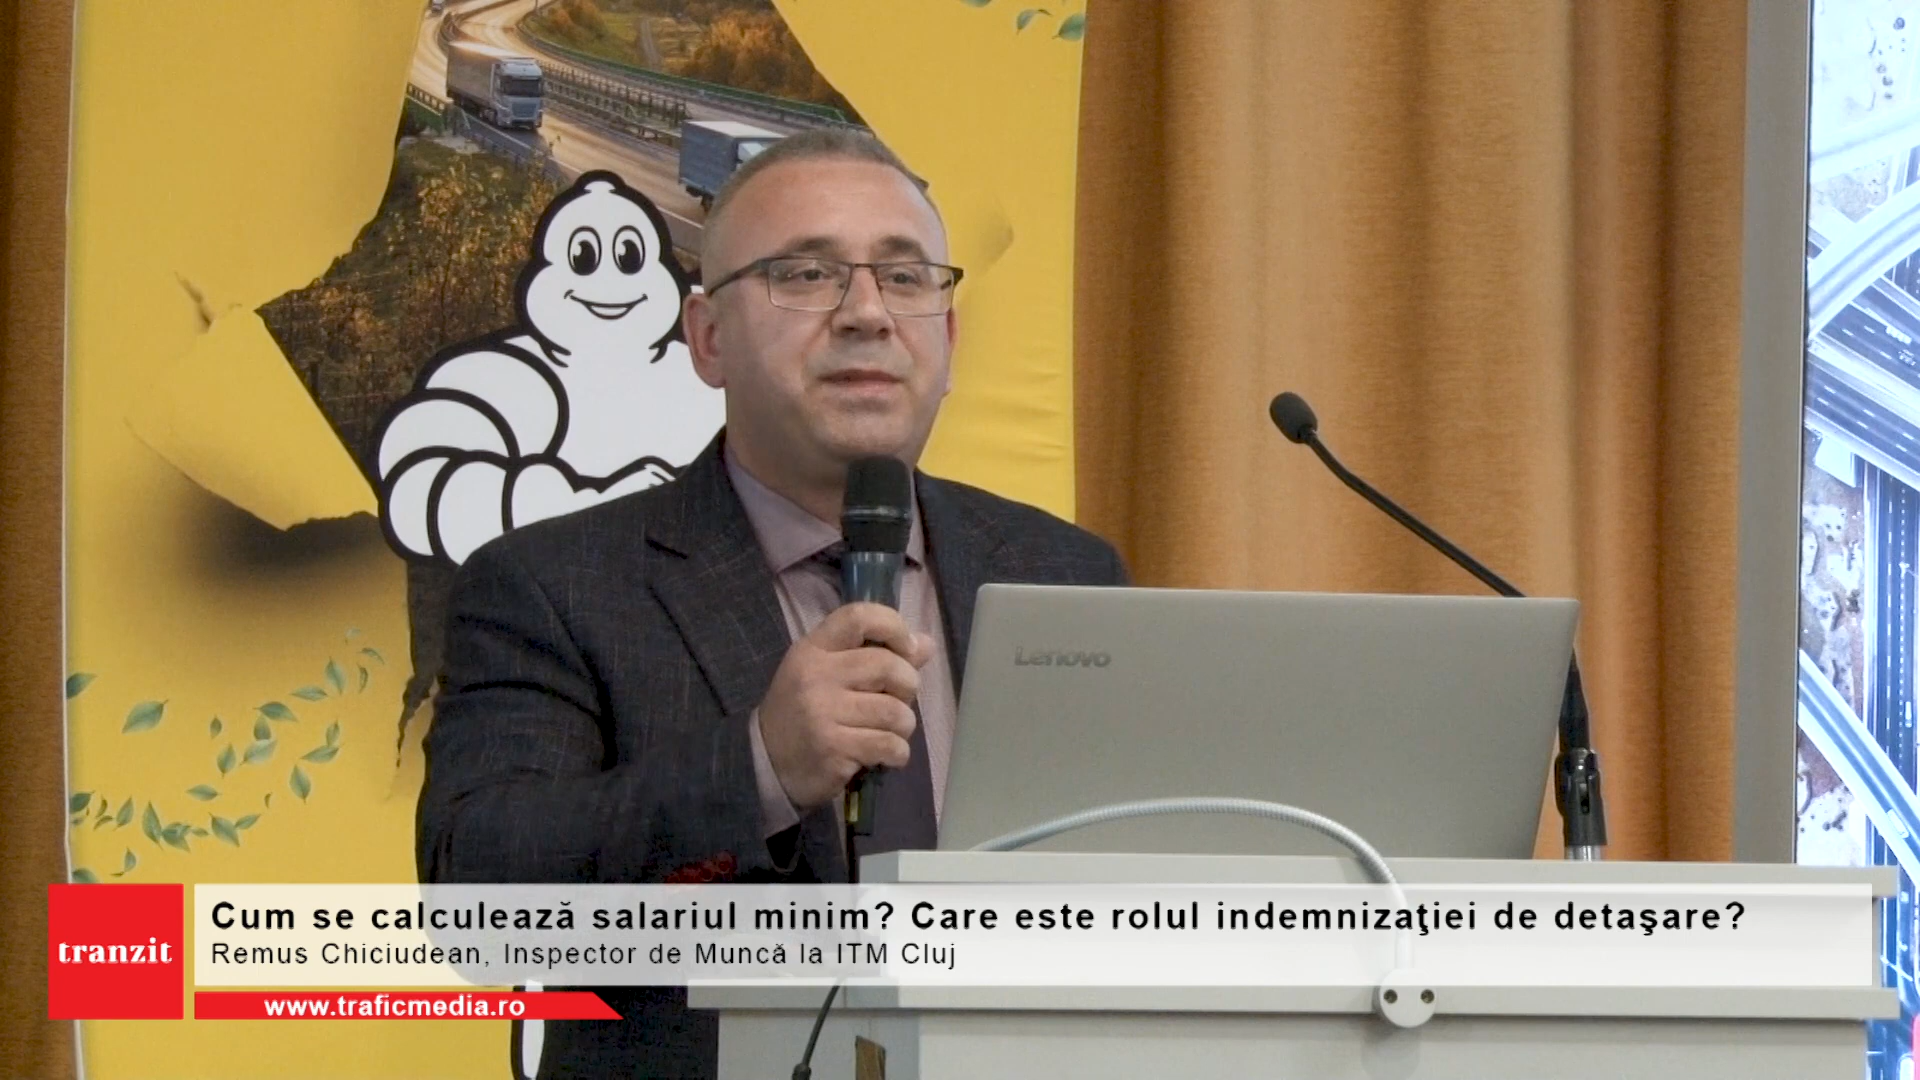 Lenovo
Cum se calculează salariul minim? Care este rolul indemnizaţiei de detaşare?
tranzit
Remus Chiciudean, Inspector de Muncă la ITM Cluj
www.traficmedia.ro